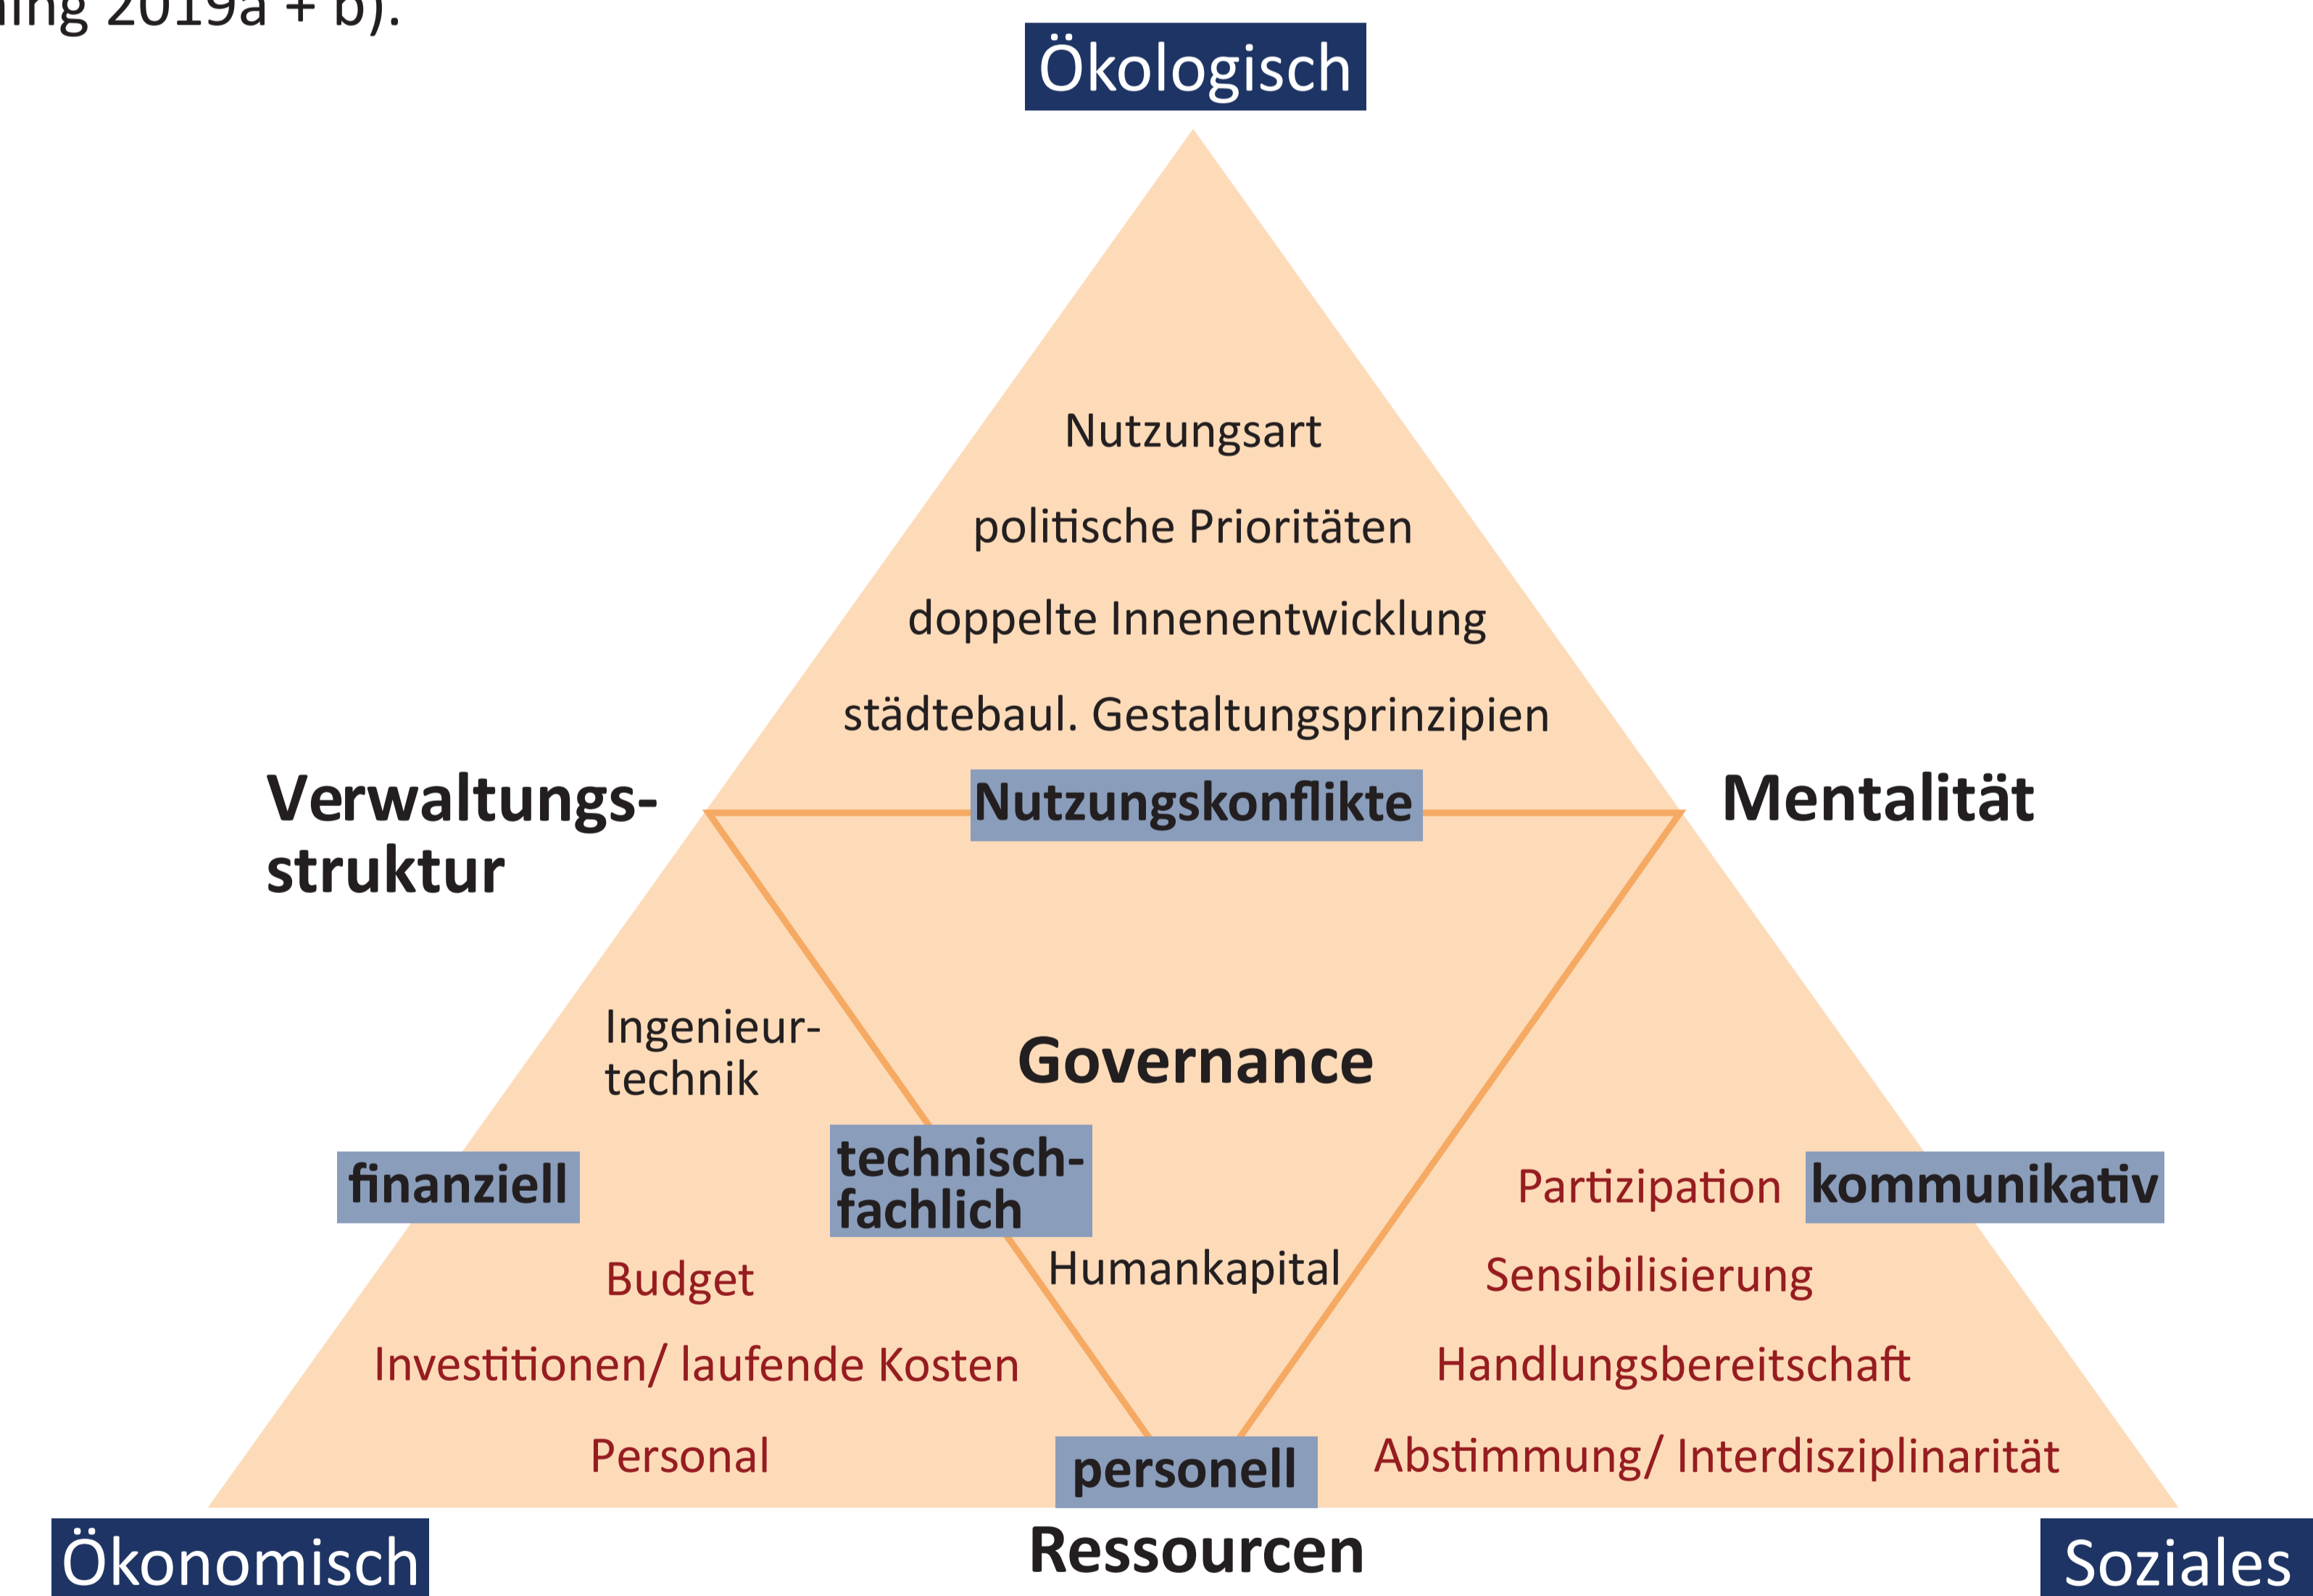 2019a + b).
Ökologisch
Nutzungsart
politische Prioritäten
doppelte Innenentwicklung
städtebaul. Gestaltungsprinzipien
Verwaltungs-
struktur
Nutzungskonflikte
Mentalität
Ingenieur-
technik
Governance
finanziell
technisch-
fachlich
Humankapital
Partizipation
kommunikativ
Sensibilisierung
Budget
Investitionen/ laufende Kosten
Handlungsbereitschaft
Personal
personell
Abstimmung/ Interdisziplinarität
Ökonomisch
Ressourcen
Soziales